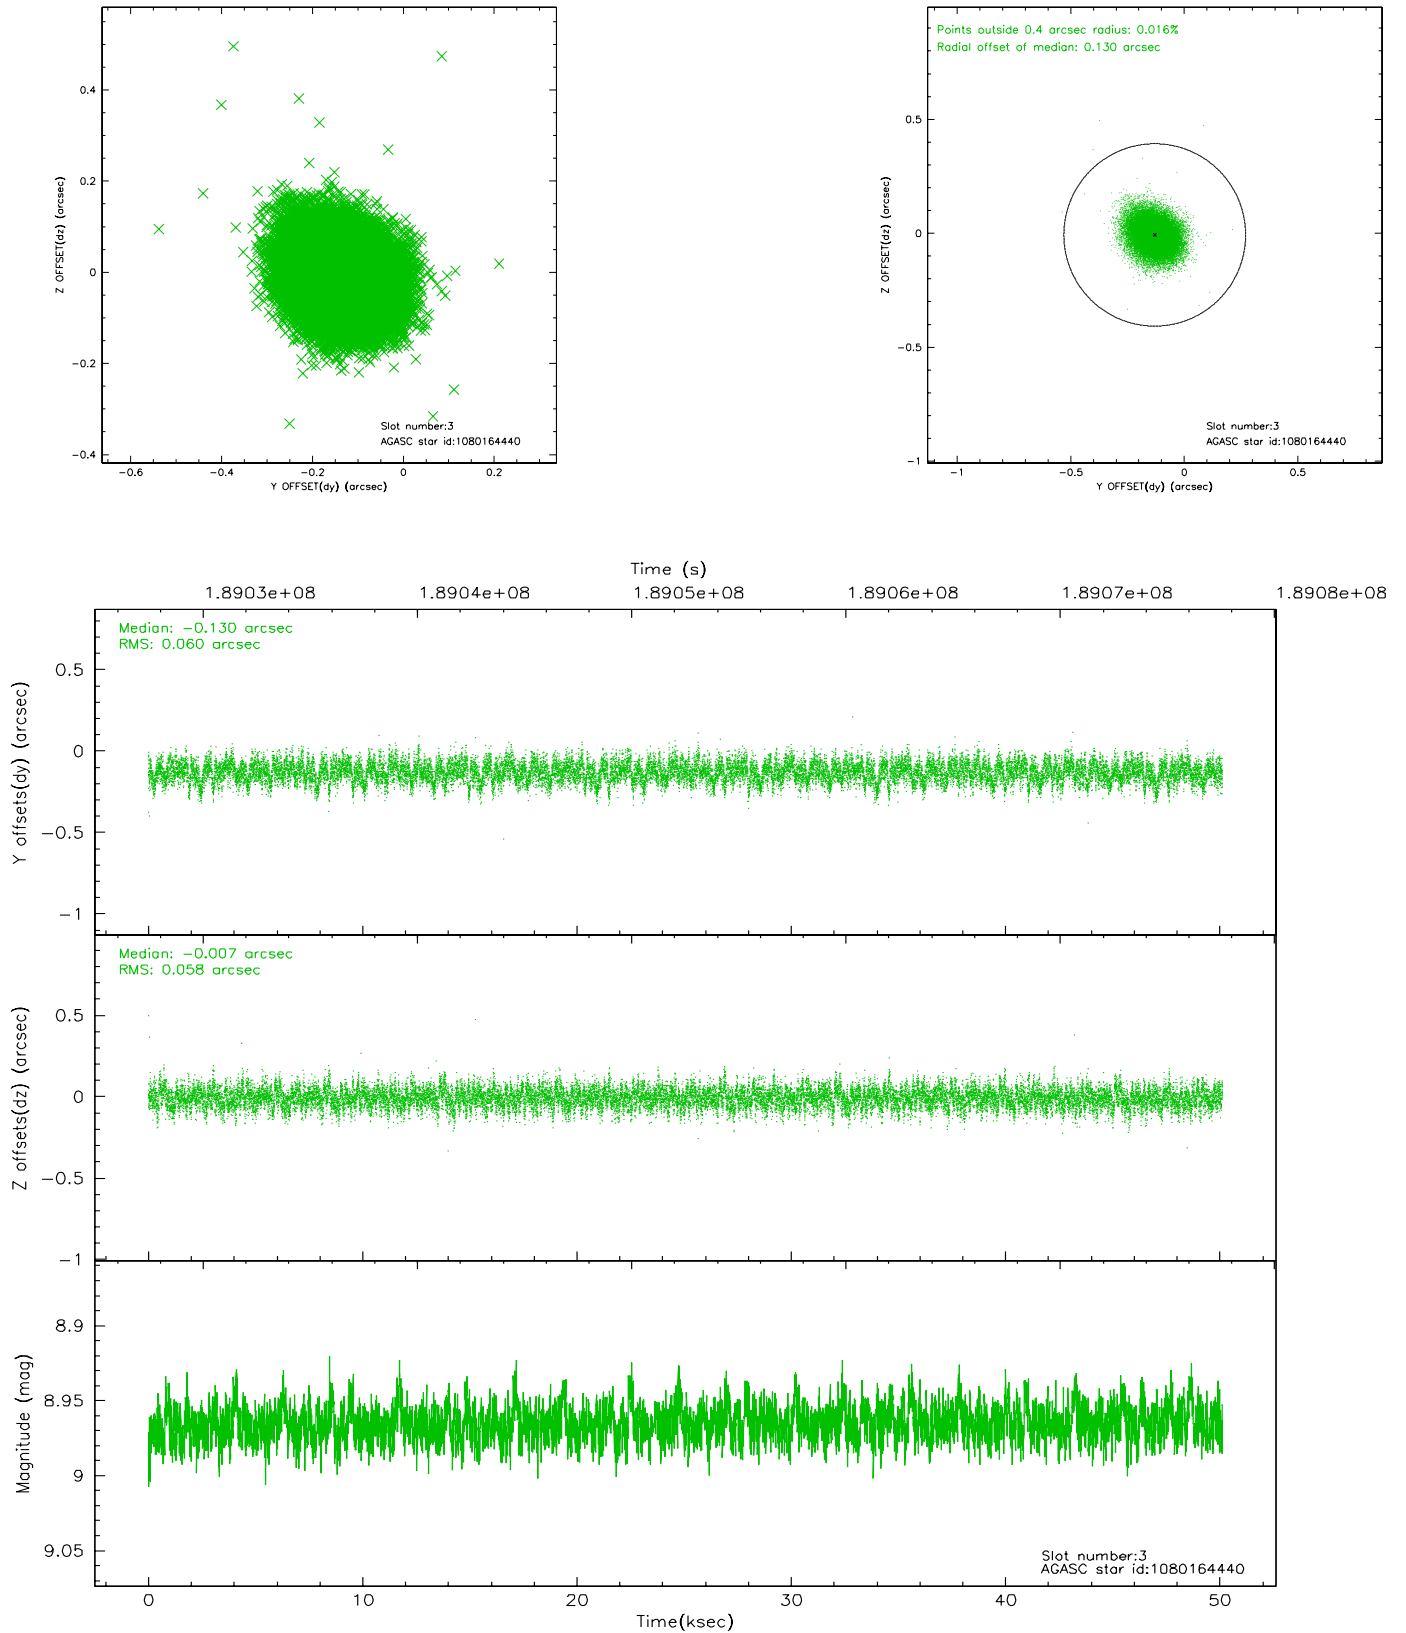 0.4
0.2
0
−0.2
−0.4
Z OFFSET(dz) (arcsec)
Slot number:3
AGASC star id:1080164440
−0.6 −0.4 −0.2 0 0.2
Y OFFSET(dy) (arcsec)
Points outside 0.4 arcsec radius: 0.016%
Radial offset of median: 0.130 arcsec
0.5
0
−0.5
−1
Z OFFSET(dz) (arcsec)
Slot number:3
AGASC star id:1080164440
−1 −0.5 0 0.5
Y OFFSET(dy) (arcsec)
Time (s)
1.8903e+08 1.8904e+08 1.8905e+08 1.8906e+08 1.8907e+08 1.8908e+08
Median: −0.130 arcsec
RMS: 0.060 arcsec
0.5
0
−0.5
−1
Y offsets(dy) (arcsec)
Median: −0.007 arcsec
RMS: 0.058 arcsec
0.5
0
−0.5
−1
Z offsets(dz) (arcsec)
8.9
8.95
9
9.05
Magnitude (mag)
Slot number:3
AGASC star id:1080164440
0 10 20 30 40 50
Time(ksec)